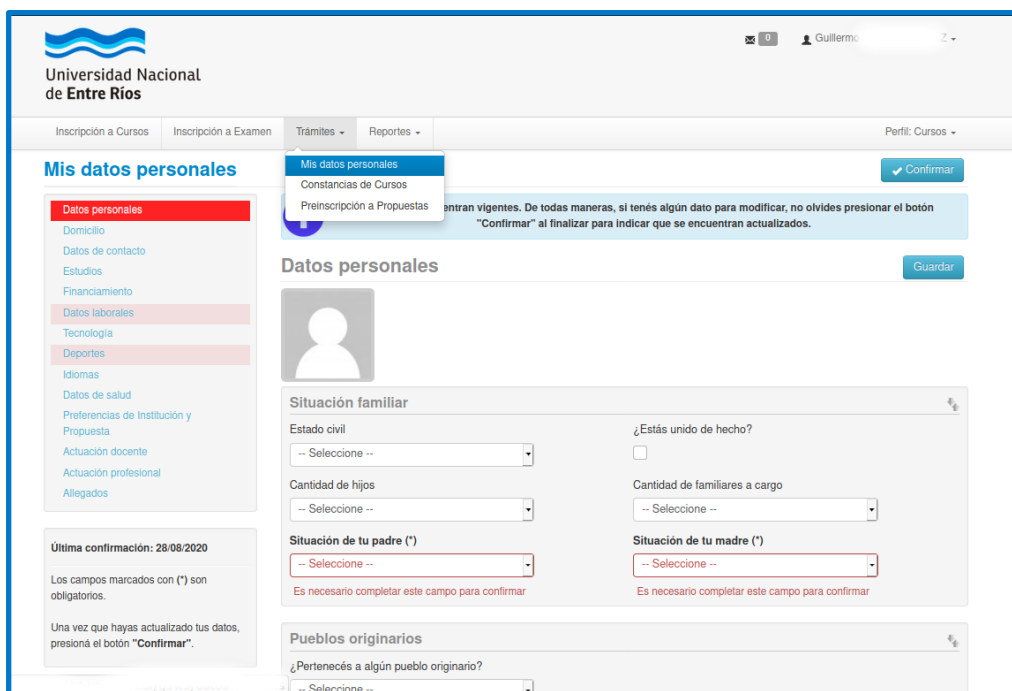 0
Guillermo
Z
Universidad Nacional
de Entre Ríos
Inscripción a Cursos
Inscripción a Examen
Trámites
Reportes
Perfil: Cursos
Mis datos personales
Constancias de Cursos
Preinscripción a Propuestas
Mis datos personales
Confirmar
entran vigentes. De todas maneras, si tenés algún dato para modificar, no olvides presionar el botón
"Confirmar" al finalizar para indicar que se encuentran actualizados.
Datos personales
Domicilio
Datos de contacto
Estudios
Financiamiento
Datos laborales
Tecnología
Deportes
Idiomas
Datos de salud
Preferencias de Institución y
Propuesta
Actuación docente
Actuación profesional
Allegados
Última confirmación: 28/08/2020
Los campos marcados con (*) son
obligatorios.
Una vez que hayas actualizado tus datos,
presioná el botón "Confirmar".
Datos personales
Guardar
Situación familiar
Estado civil
-- Seleccione --
¿Estás unido de hecho?
Cantidad de hijos
-- Seleccione --
Cantidad de familiares a cargo
-- Seleccione --
Situación de tu padre (*)
-- Seleccione --
Es necesario completar este campo para confirmar
Situación de tu madre (*)
-- Seleccione --
Es necesario completar este campo para confirmar
Pueblos originarios
¿Pertenecés a algún pueblo originario?
-- Seleccione --